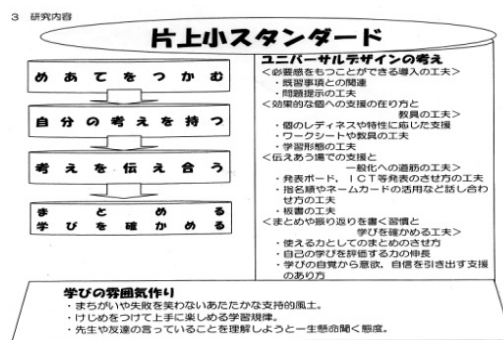 3 研究内容
片上小スタンダード
めあてをつかむ
自分の考えを持つ
考えを伝え合う
まとめる
学びを確かめる
ユニバーサルデザインの考え
<必要感をもつことができる導入の工夫>
・既習事項との関連
・問題提示の工夫
<効果的な個への支援の在り方と
教具の工夫>
・個のレディネスや特性に応じた支援
・ワークシートや教具の工夫
・学習形態の工夫
<伝えあう場での支援と
一般化への道筋の工夫>
・発表ボード,ICT等発表のさせ方の工夫
・指名順やネームカードの活用など話し合わ
せ方の工夫
・板書の工夫
<まとめや振り返りを書く習慣と
学びを確かめる工夫>
・使える力としてのまとめのさせ方
・自己の学びを評価する力の伸長
・学びの自覚から意欲,自信を引き出す支援
のあり方
学びの雰囲気作り
・まちがいや失敗を笑わないあたたかな支持的風土。
・けじめをつけて上手に楽しめる学習規律。
・先生や友達の言っていることを理解しようと一生懸命聞く態度。